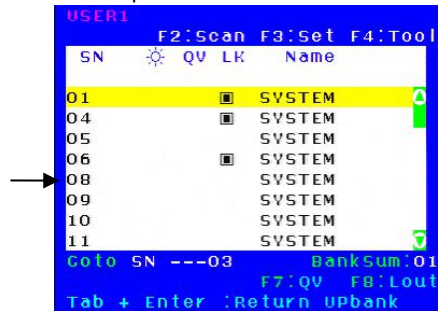 USER1
F2:Scan F3:Set F4:Tool
SN QV LK Name
01 SYSTEM
04 SYSTEM
05 SYSTEM
06 SYSTEM
08 SYSTEM
09 SYSTEM
10 SYSTEM
11 SYSTEM
Goto SN ---03 BankSum:01
F7:QV F8:Lout
Tab + Enter :Return UPbank